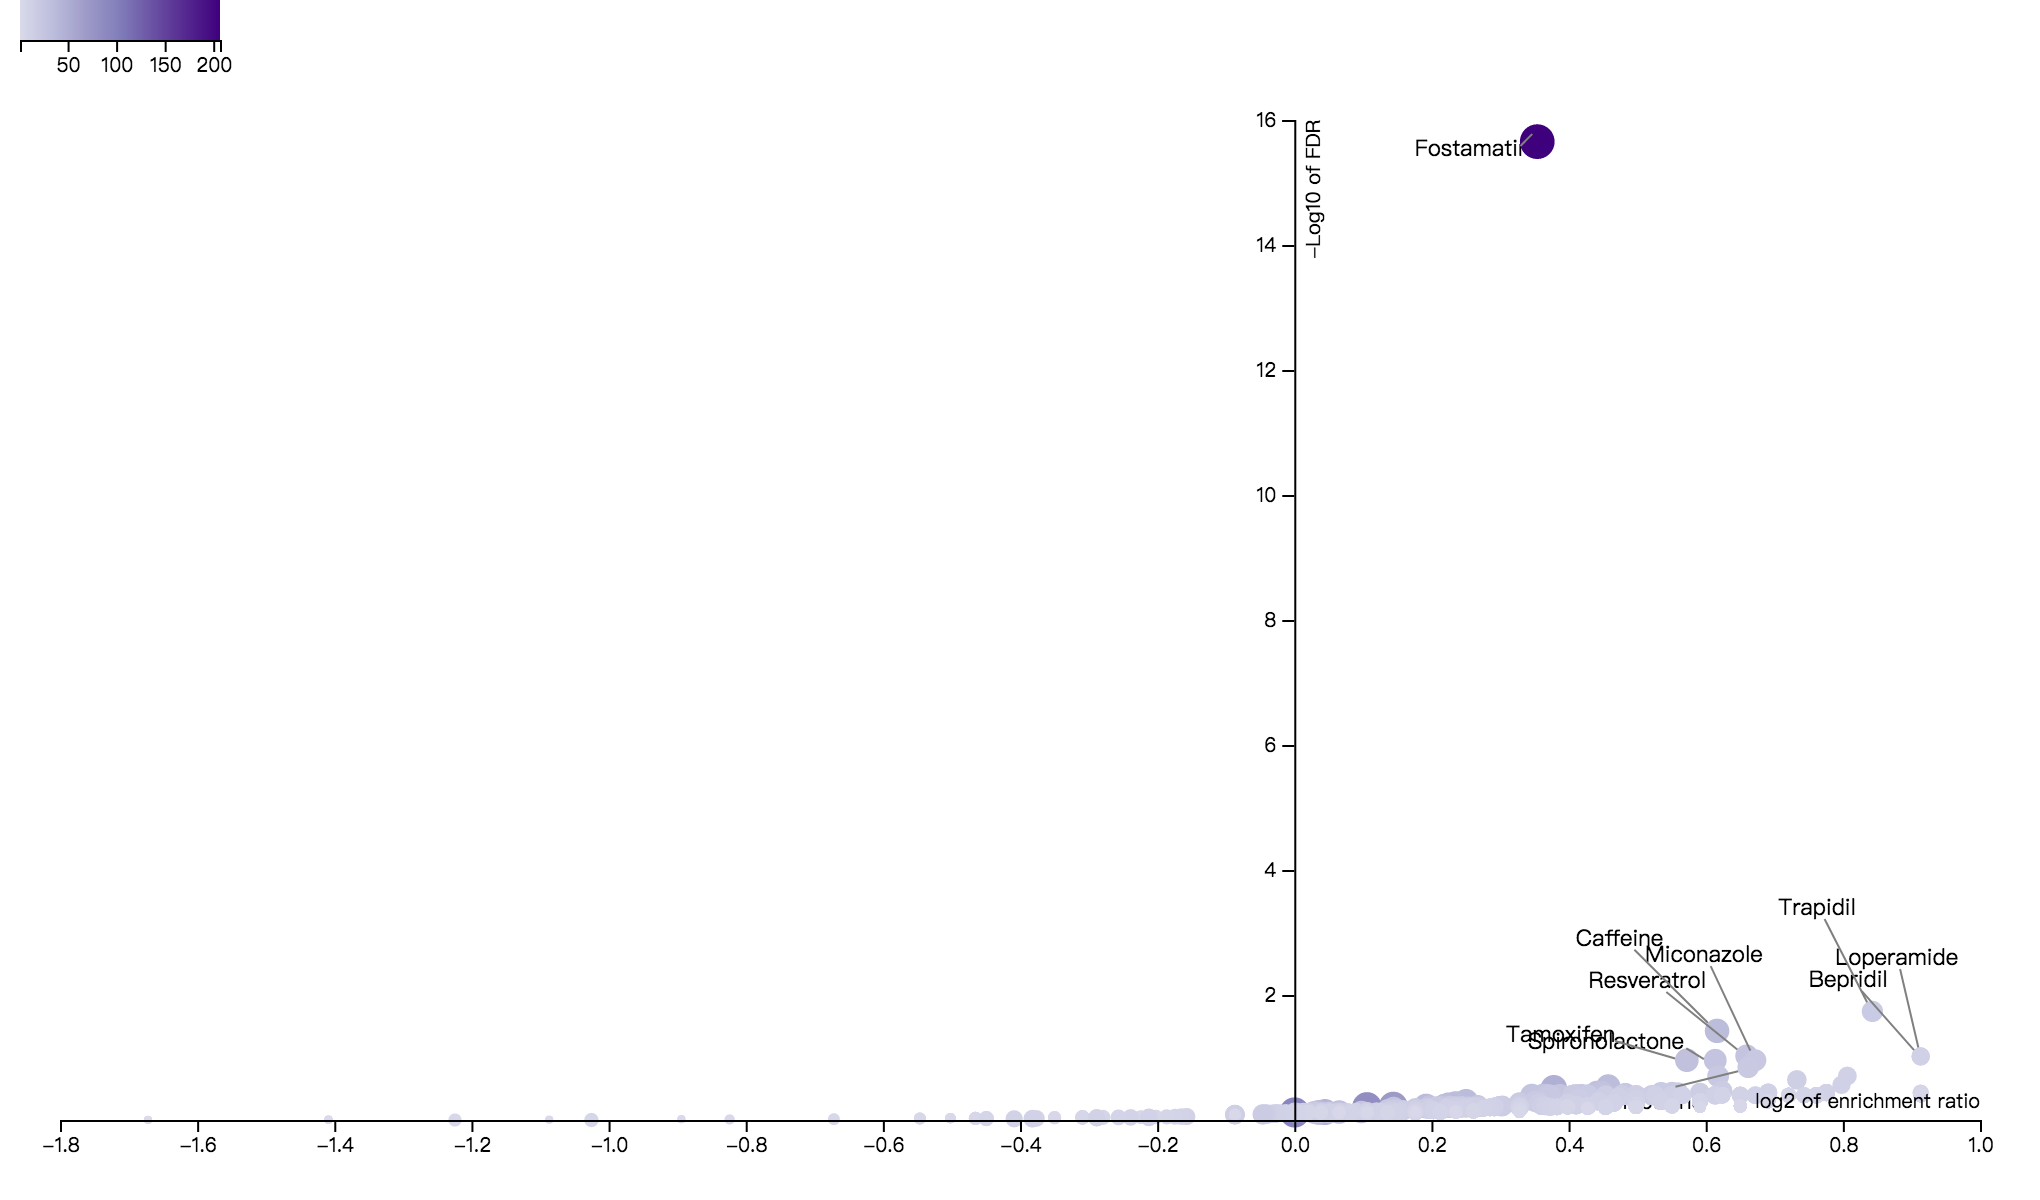 50 100 150 200
16
−Log10 of FDR
14
12
10
8
6
4
2
Fostamati
Trapidil
Caffeine
Miconazole
Loperamide
Resveratrol
Bepridil
Tamoxifen
Spironolactone
log2 of enrichment ratio
−1.8 −1.6 −1.4 −1.2 −1.0 −0.8 −0.6 −0.4 −0.2 0.0 0.2 0.4 0.6 0.8 1.0